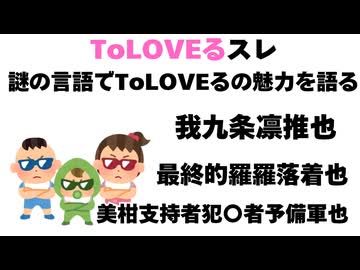 ToLOVEるスレ
謎の言語でToLOVEるの魅力を語る
我九条凛推也
最終的羅羅落着也
美柑支持者犯〇者予備軍也